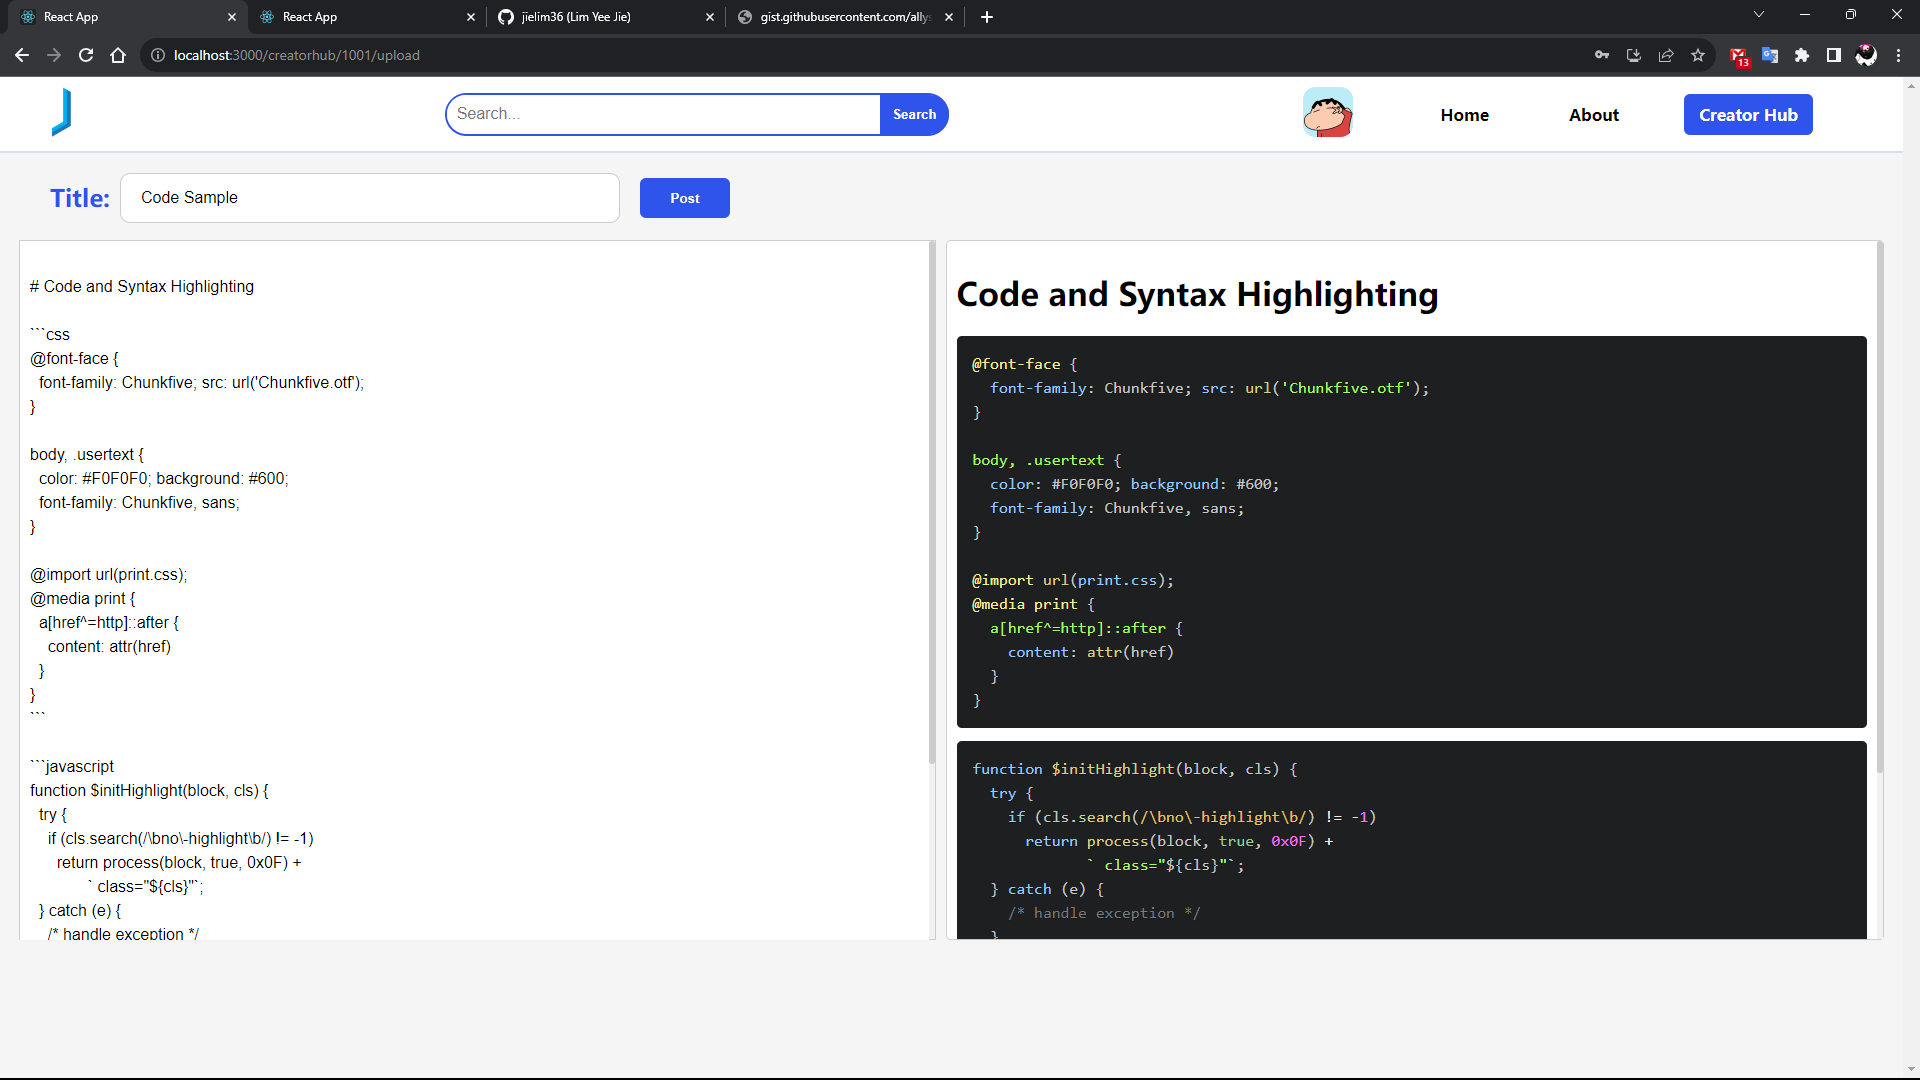 React App
React App
jielim36 (Lim Yee Jie)
gist.githubusercontent.com/allys
localhost:3000/creatorhub/1001/upload
13
Search...
Search
Home
About
Creator Hub
Title:
Code Sample
Post
# Code and Syntax Highlighting
```css
@font-face {
  font-family: Chunkfive; src: url('Chunkfive.otf');
}
body, .usertext {
  color: #F0F0F0; background: #600;
  font-family: Chunkfive, sans;
}
@import url(print.css);
@media print {
  a[href^=http]::after {
    content: attr(href)
  }
}
```
```javascript
function $initHighlight(block, cls) {
  try {
    if (cls.search(/\bno\-highlight\b/) != -1)
      return process(block, true, 0x0F) +
             ` class="${cls}"`;
  } catch (e) {
    /* handle exception */
Code and Syntax Highlighting
@font-face {
  font-family: Chunkfive; src: url('Chunkfive.otf');
}
body, .usertext {
  color: #F0F0F0; background: #600;
  font-family: Chunkfive, sans;
}
@import url(print.css);
@media print {
  a[href^=http]::after {
    content: attr(href)
  }
}
function $initHighlight(block, cls) {
  try {
    if (cls.search(/\bno\-highlight\b/) != -1)
      return process(block, true, 0x0F) +
             ` class="${cls}"`;
  } catch (e) {
    /* handle exception */
  }